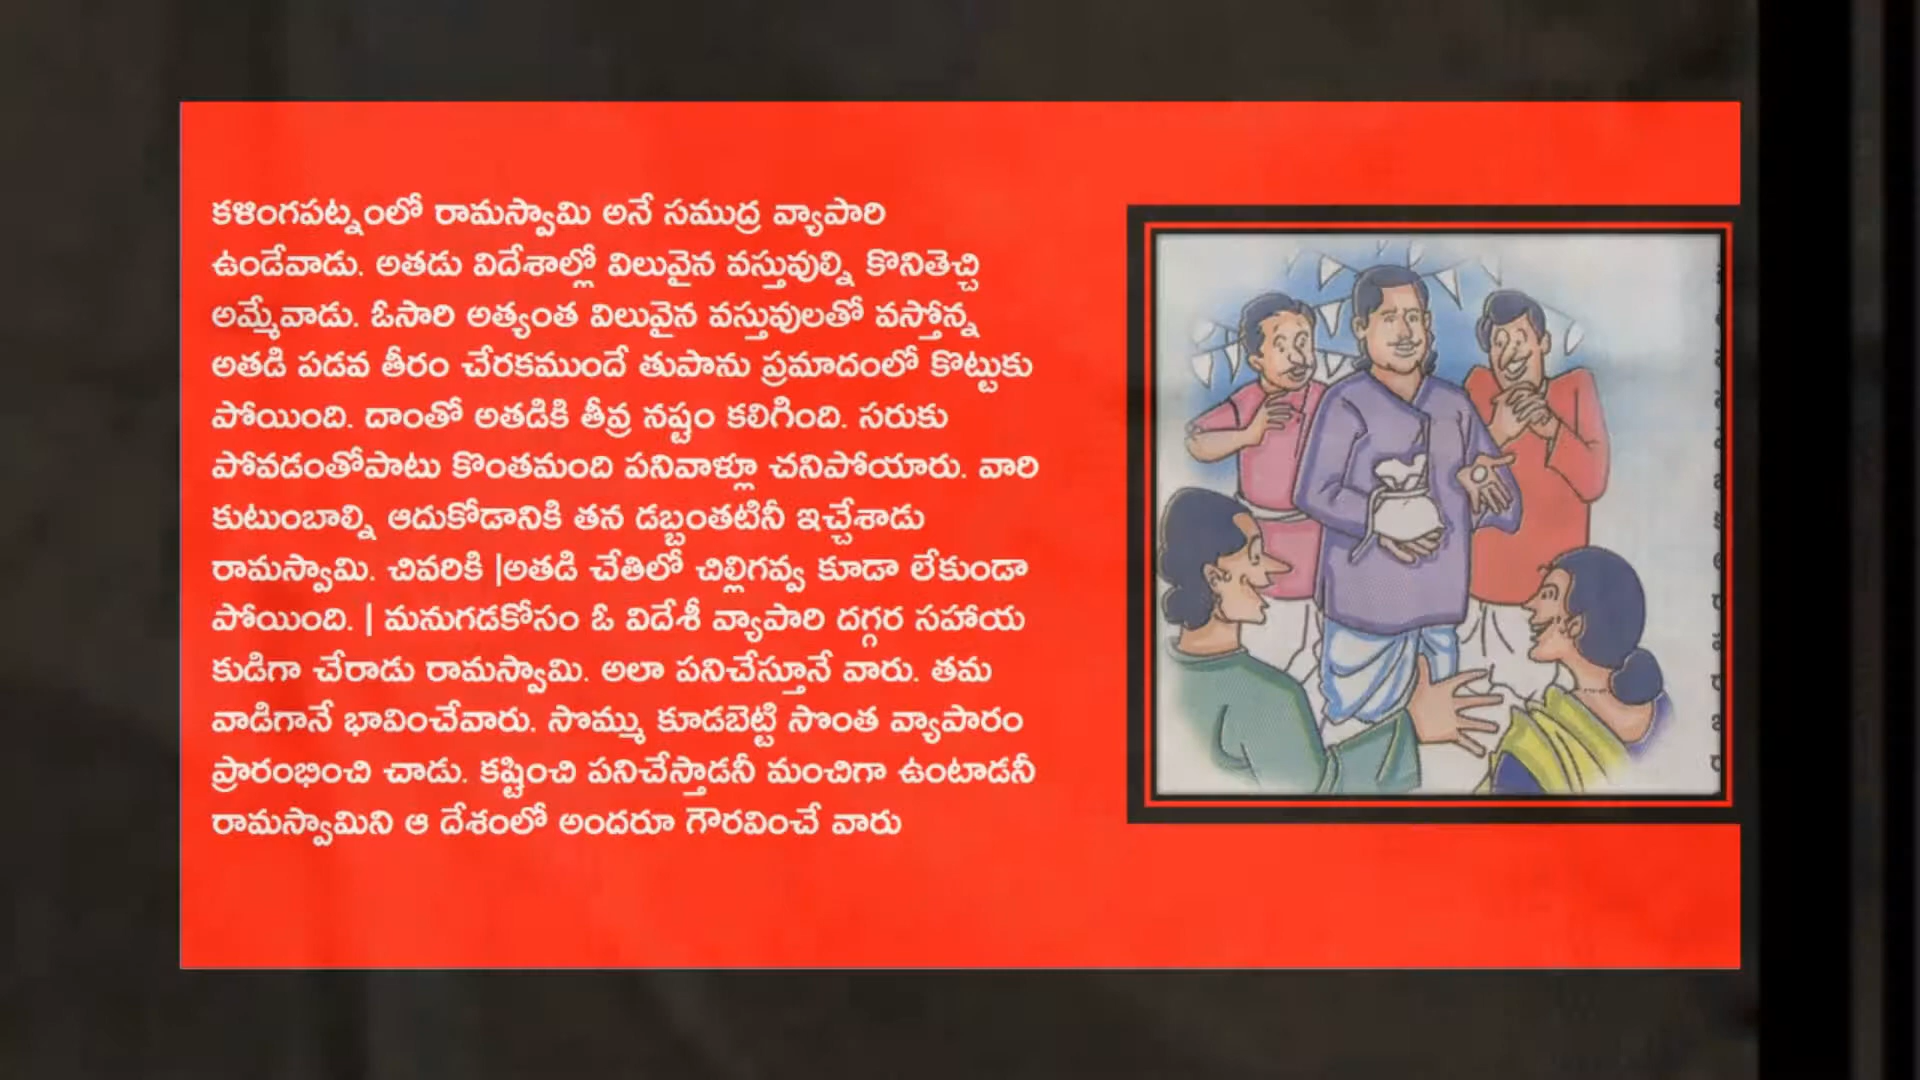 కళింగపట్నంలో రామస్వామి అనే సముద్ర వ్యాపారి
ఉండేవాడు. అతడు విదేశాల్లో విలువైన వస్తువుల్ని కొనితెచ్చి
అమ్మేవాడు. ఓసారి అత్యంత విలువైన వస్తువులతో వస్తోన్న
అతడి పడవ తీరం చేరకముందే తుపాను ప్రమాదంలో కొట్టుకు
పోయింది. దాంతో అతడికి తీవ్ర నష్టం కలిగింది. సరుకు
పోవడంతోపాటు కొంతమంది పనివాళ్లూ చనిపోయారు. వారి
కుటుంబాల్ని ఆదుకోడానికి తన డబ్బంతటినీ ఇచ్చేశాడు
రామస్వామి. చివరికి |అతడి చేతిలో చిల్లిగవ్వ కూడా లేకుండా
పోయింది. | మనుగడకోసం ఓ విదేశీ వ్యాపారి దగ్గర సహాయ
కుడిగా చేరాడు రామస్వామి. అలా పనిచేస్తూనే వారు. తమ
వాడిగానే భావించేవారు. సొమ్ము కూడబెట్టి సొంత వ్యాపారం
ప్రారంభించి చాడు. కష్టించి పనిచేస్తాడనీ మంచిగా ఉంటాడనీ
రామస్వామిని ఆ దేశంలో అందరూ గౌరవించే వారు